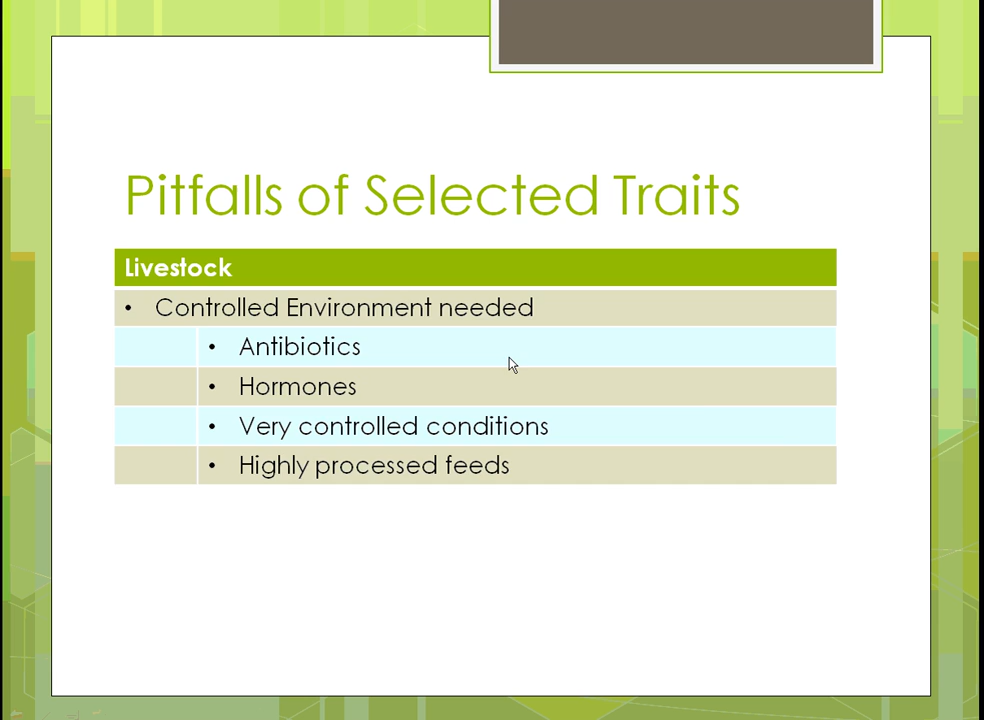 Pitfalls of Selected Traits
Livestock
• Controlled Environment needed
• Antibiotics
• Hormones
• Very controlled conditions
• Highly processed feeds